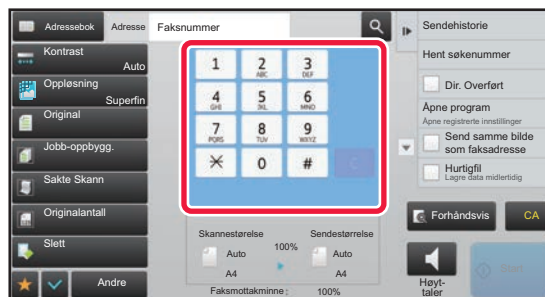 Adressebok
Adresse
Faksnummer
Kontrast
Auto
Oppløsning
Superfin
Original
Jobb-oppbygg.
Sakte Skann
Originalantall
Slett
Andre
1 2 3
ABC DEF
4 5 6
GHI JKL MNO
7 8 9
PQRS TUV WXYZ
0 #
C
Skannestørelse
Sendestørrelse
100%
Auto
A4
Auto
A4
Faksmottakminne : 100%
Sendehistorie
Hent søkenummer
Dir. Overført
Åpne program
Åpne registrerte innstillinger
Send samme bilde
som faksadresse
Hurtigfil
Lagre data midlertidig
Forhåndsvis
CA
Høyt-
taler
Start